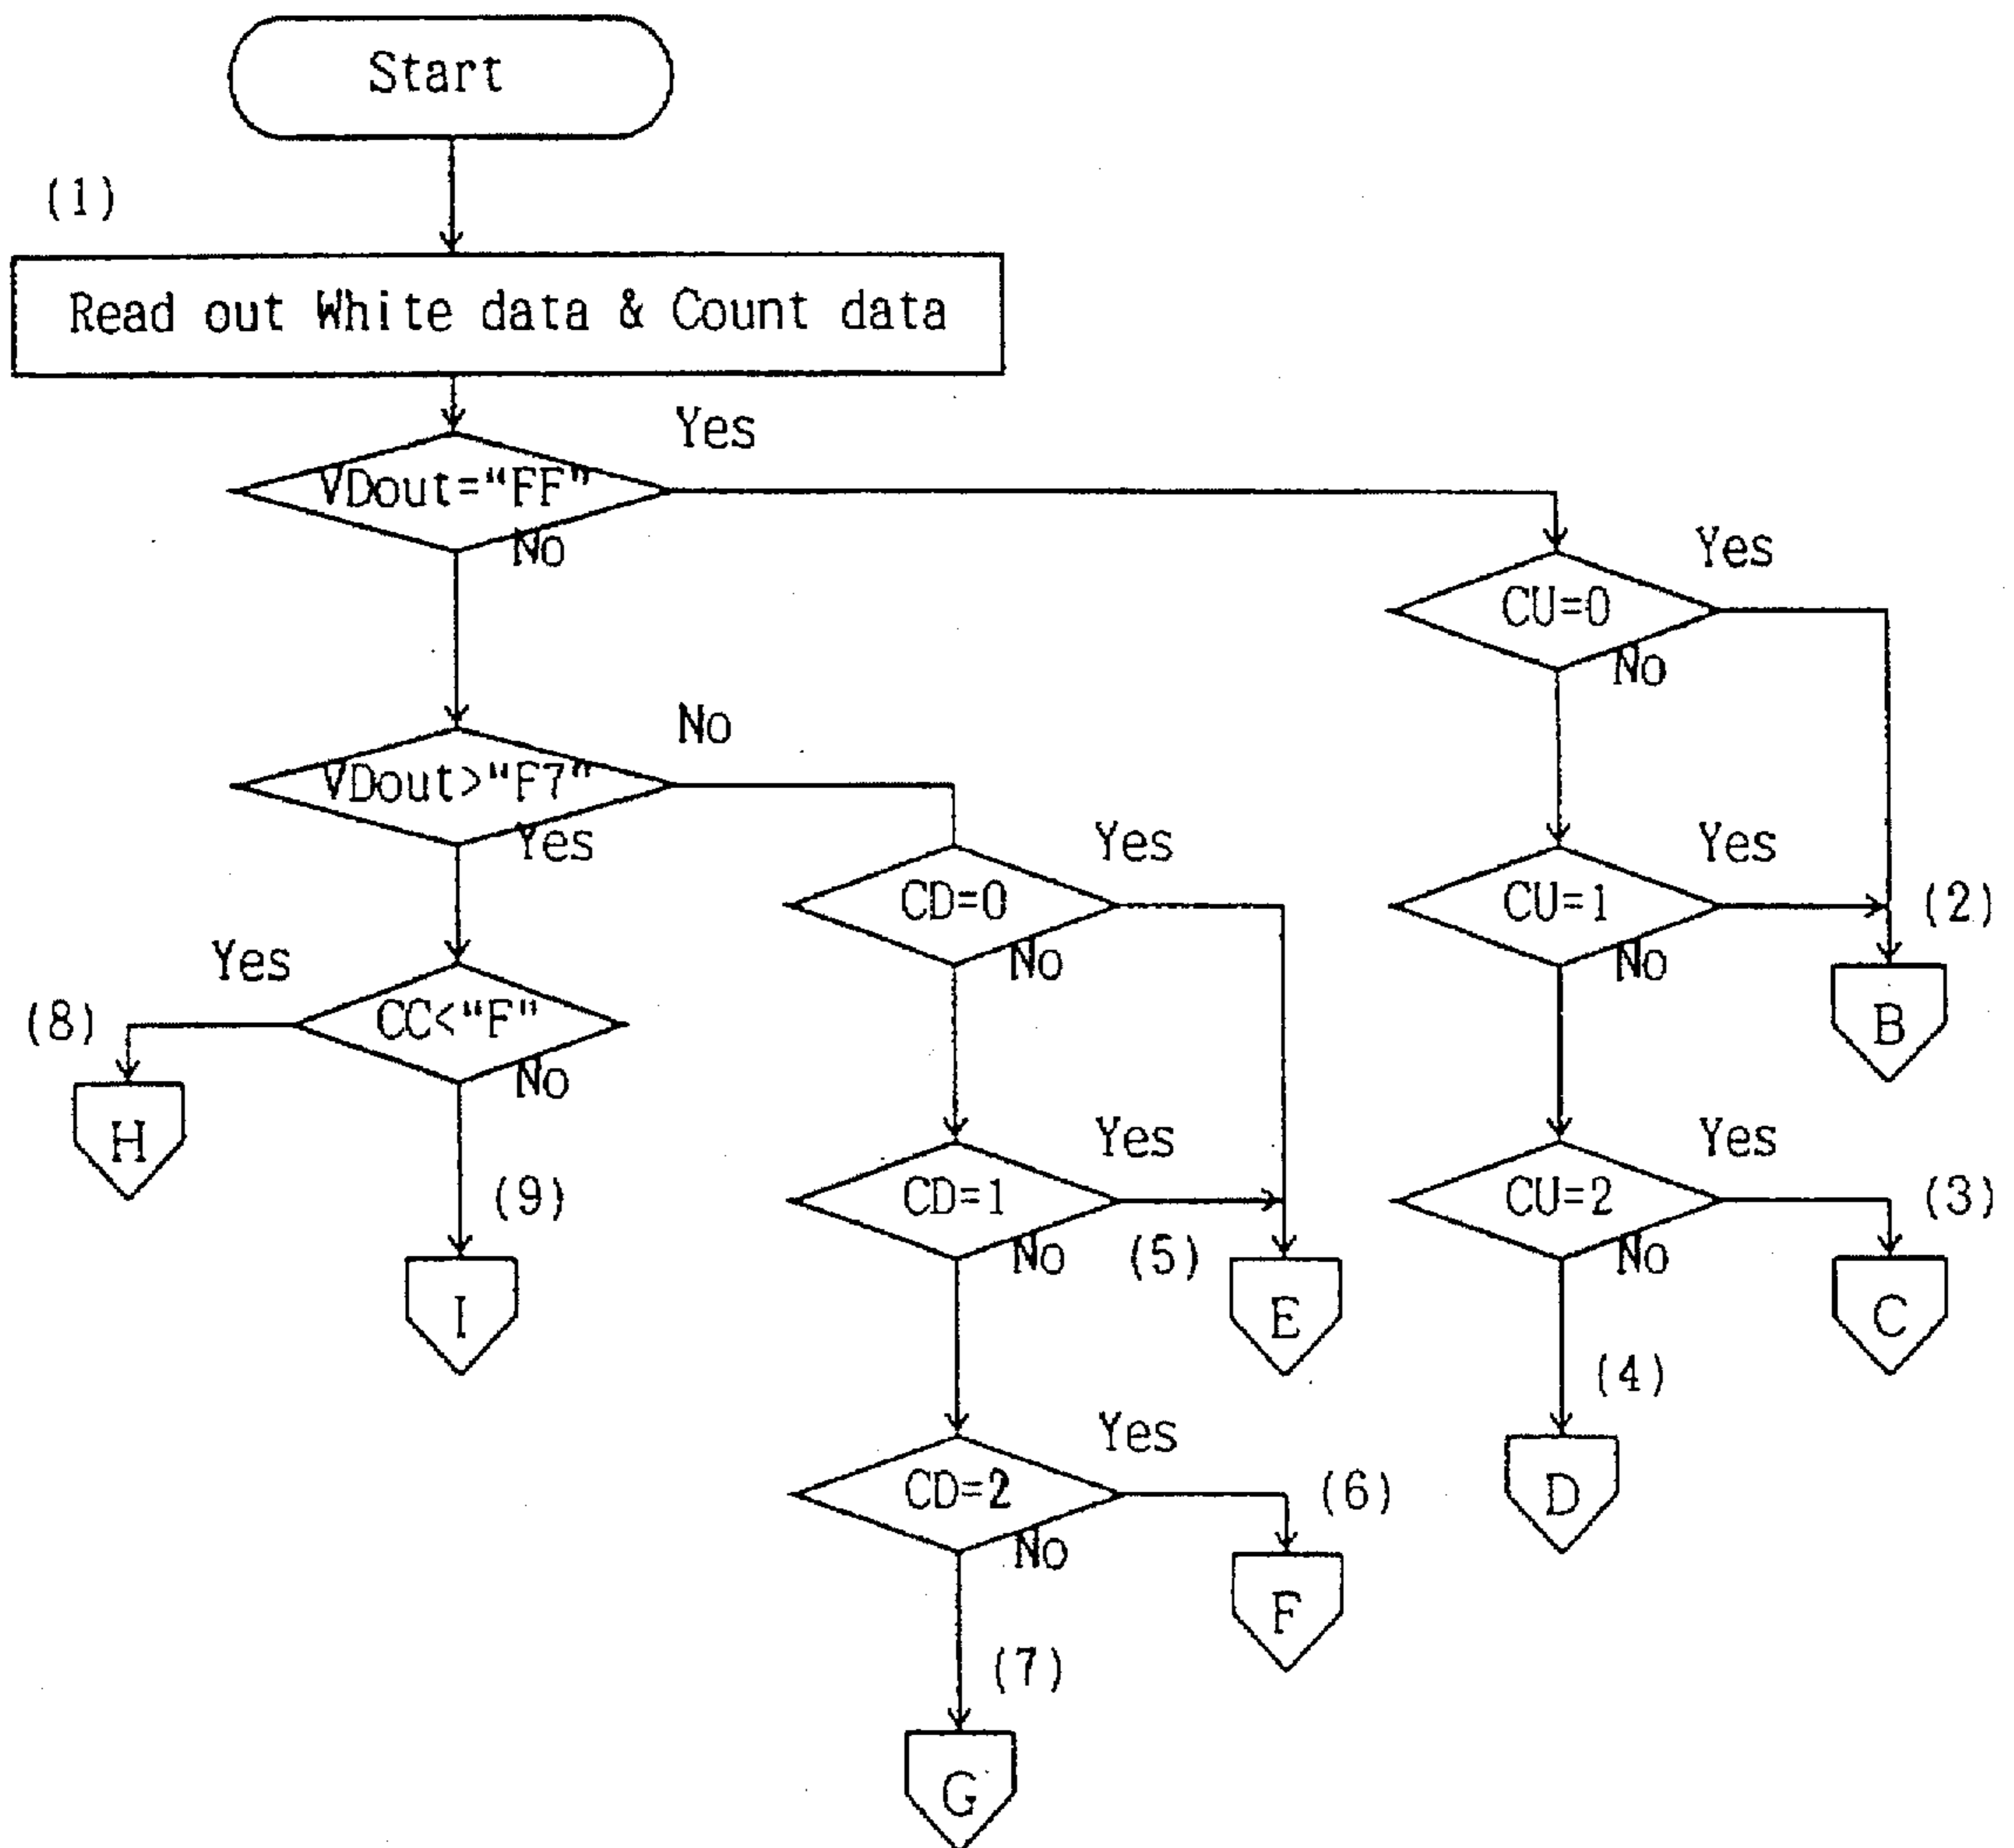 Start
(1)
Read out White data & Count data
Yes
VDout="FF"
No
Yes
CU=0
No
No
VDout>"F7"
Yes
Yes
CD=0
No
Yes
CU=1
No
(2)
B
Yes
(8)
CC<"F"
No
H
(9)
I
Yes
CD=1
No
(5)
E
Yes
CU=2
No
(3)
C
(4)
D
Yes
CD=2
No
(6)
F
(7)
G